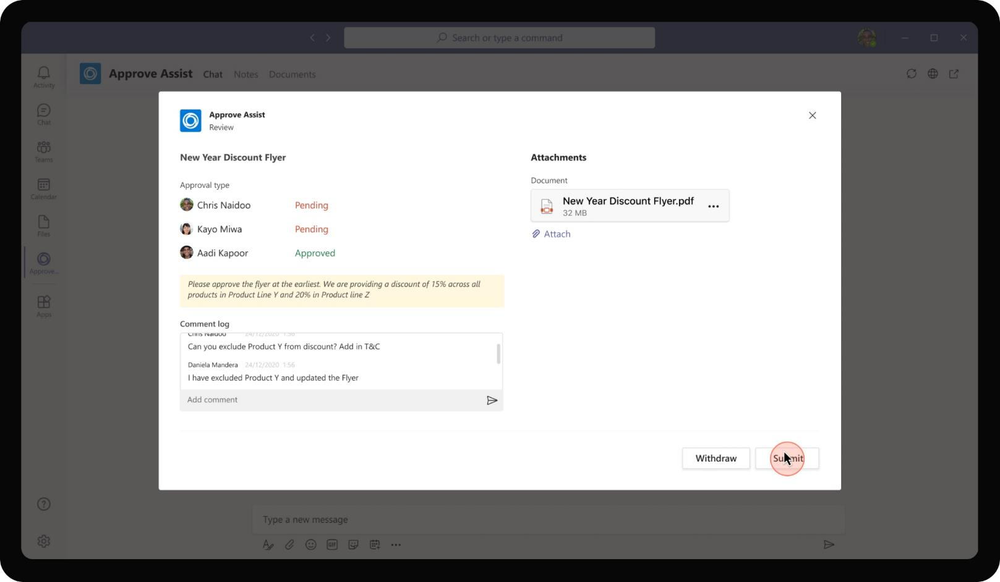 Search or type a command
Activity
Chat
Teams
Calendar
Files
Approve...
Apps
Approve Assist Chat Notes Documents
Approve Assist
Review
New Year Discount Flyer
Approval type
Chris Naidoo Pending
Kayo Miwa Pending
Aadi Kapoor Approved
Please approve the flyer at the earliest. We are providing a discount of 15% across all
products in Product Line Y and 20% in Product line Z
Comment log
Chris Naidoo 24/12/2020 1:56
Can you exclude Product Y from discount? Add in T&C
Daniela Mandera 24/12/2020 1:56
I have excluded Product Y and updated the Flyer
Add comment
Attachments
Document
New Year Discount Flyer.pdf
32 MB
Attach
Withdraw
Submit
Type a new message
GIF